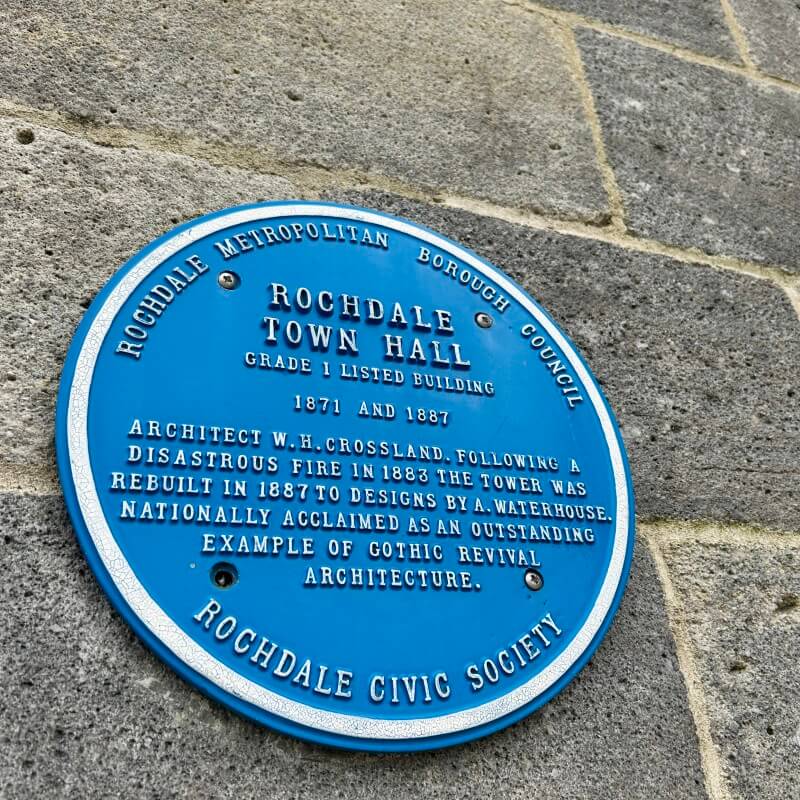 ROCHDALE METROPOLITAN BOROUGH COUNCIL
ROCHDALE
TOWN HALL
GRADE 1 LISTED BUILDING
1871 AND 1887
ARCHITECT W.H.CROSSLAND. FOLLOWING A
DISASTROUS FIRE IN 1883 THE TOWER WAS
REBUILT IN 1887 TO DESIGNS BY A. WATERHOUSE.
NATIONALLY ACCLAIMED AS AN OUTSTANDING
EXAMPLE OF GOTHIC REVIVAL
ARCHITECTURE.
ROCHDALE CIVIC SOCIETY